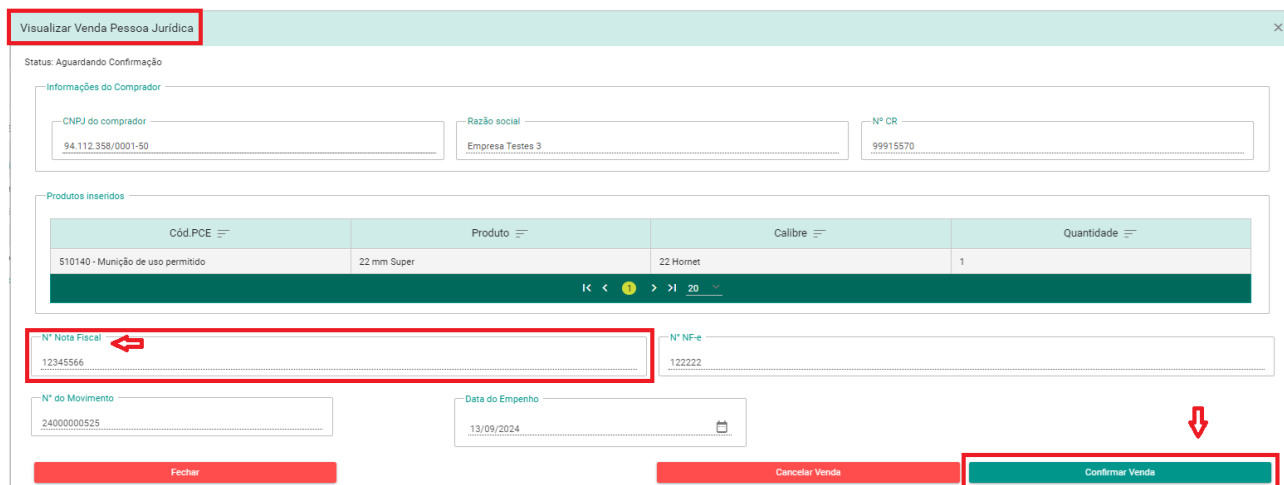 Visualizar Venda Pessoa Jurídica ×
Status: Aguardando Confirmação
Informações do Comprador
CNPJ do comprador Razão social Nº CR
94.112.358/0001-50 Empresa Testes 3 99915570
Produtos inseridos
Cód.PCE Produto Calibre Quantidade
510140 - Munição de uso permitido 22 mm Super 22 Hornet 1
1 20
N° Nota Fiscal N° NF-e
12345566 122222
N° do Movimento Data do Empenho
24000000525 13/09/2024
Fechar Cancelar Venda Confirmar Venda